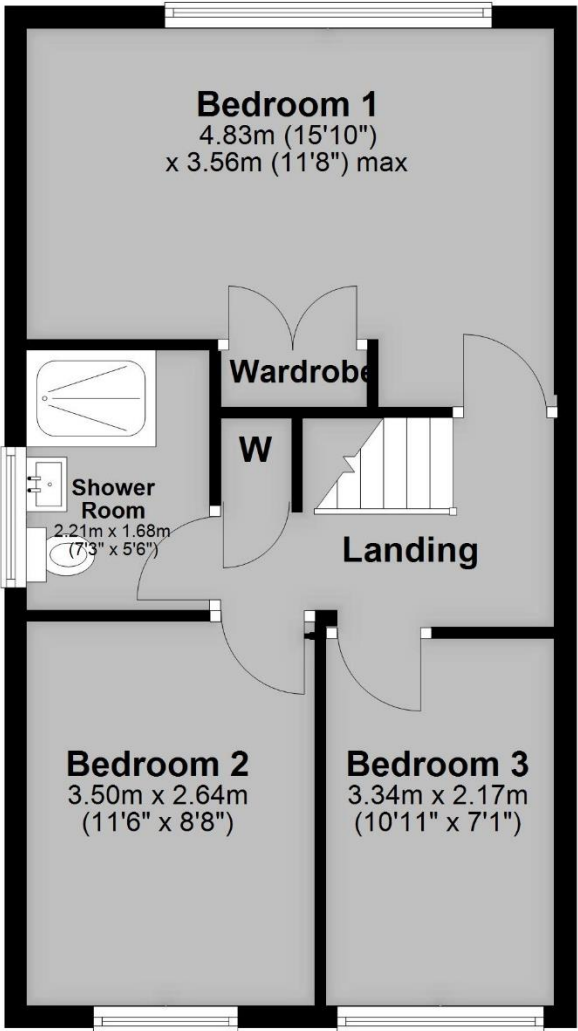 Bedroom 1
4.83m (15'10")
x 3.56m (11'8") max
Wardrobe
W
Shower
Room
2.21m x 1.68m
(7'3" x 5'6")
Landing
Bedroom 2
3.50m x 2.64m
(11'6" x 8'8")
Bedroom 3
3.34m x 2.17m
(10'11" x 7'1")